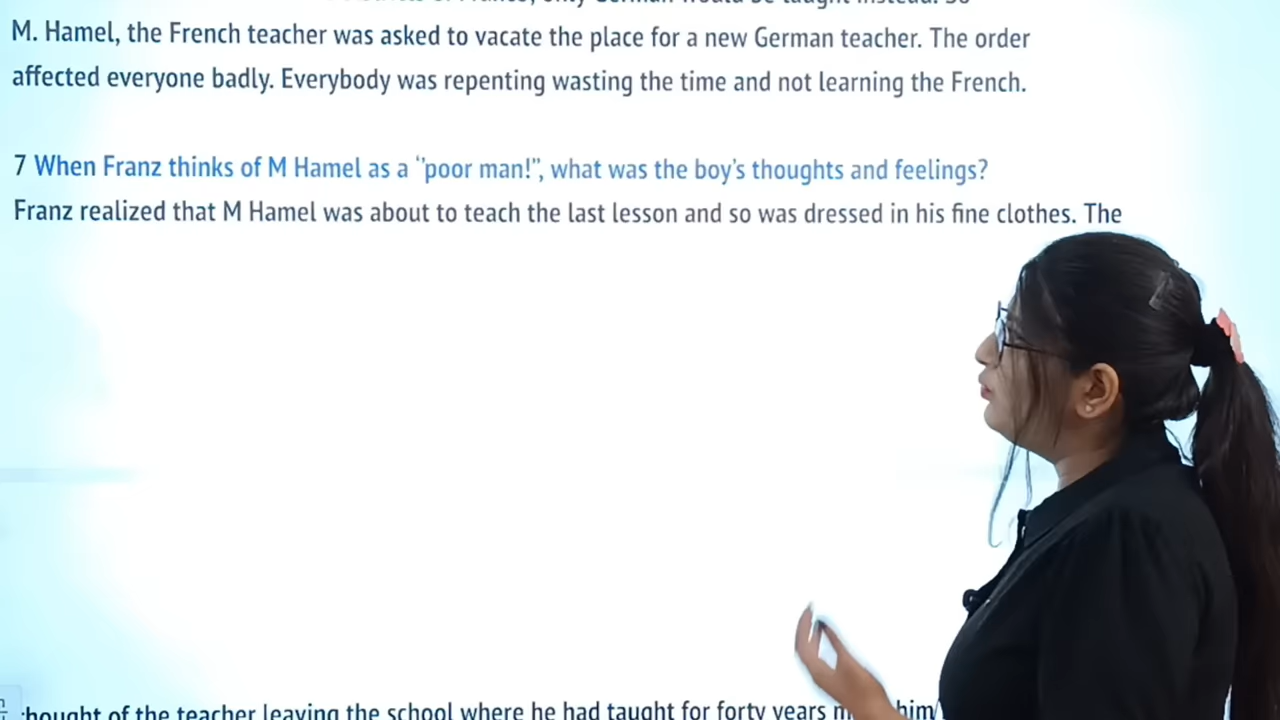 M. Hamel, the French teacher was asked to vacate the place for a new German teacher. The order
affected everyone badly. Everybody was repenting wasting the time and not learning the French.
7 When Franz thinks of M Hamel as a "poor man!", what was the boy's thoughts and feelings?
Franz realized that M Hamel was about to teach the last lesson and so was dressed in his fine clothes. The
thought of the teacher leaving the school where he had taught for forty years him